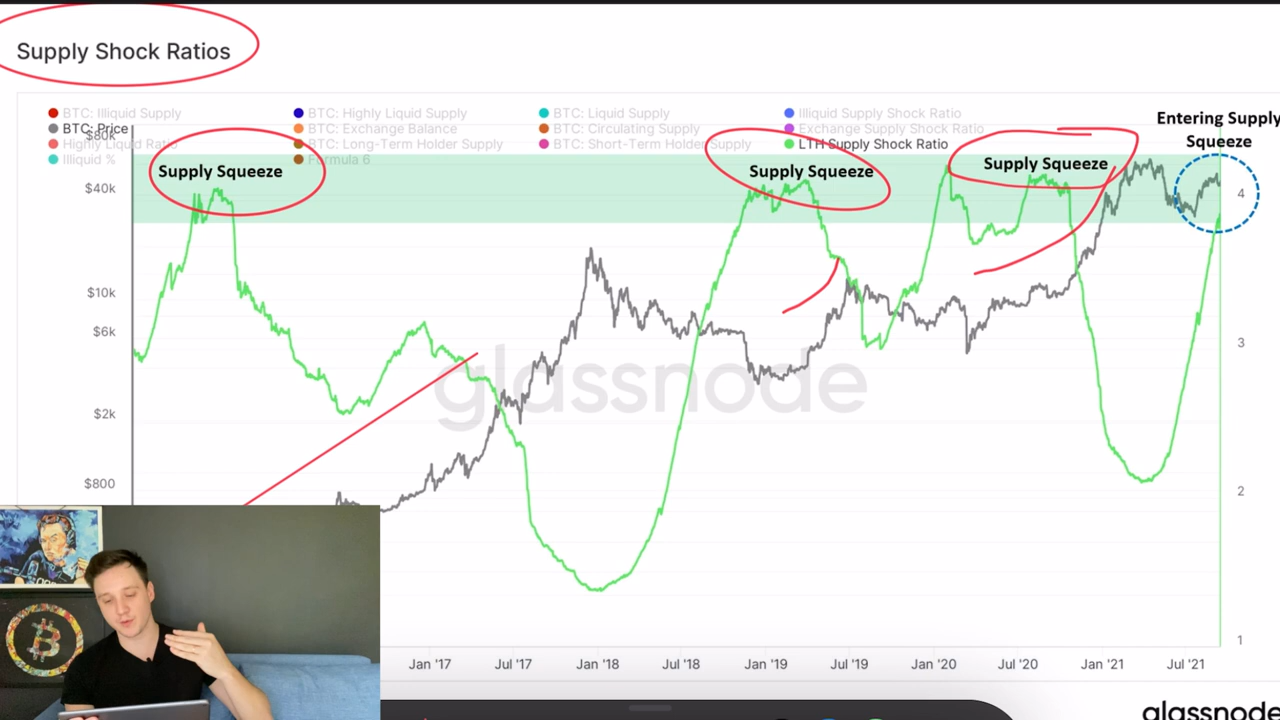 Supply Shock Ratios
BTC: Illiquid Supply
BTC: Highly Liquid Supply
BTC: Liquid Supply
Illiquid Supply Shock Ratio
BTC: Price
BTC: Exchange Balance
BTC: Circulating Supply
Exchange Supply Shock Ratio
Highly Liquid Ratio
BTC: Long-Term Holder Supply
BTC: Short-Term Holder Supply
LTH Supply Shock Ratio
Illiquid %
Formula 6
Entering Supply
Squeeze
Supply Squeeze
Supply Squeeze
Supply Squeeze
$80k
$40k
4
$10k
$6k
3
glassnode
$2k
$800
2
1
Jan '17
Jul '17
Jan '18
Jul '18
Jan '19
Jul '19
Jan '20
Jul '20
Jan '21
Jul '21
glassnode